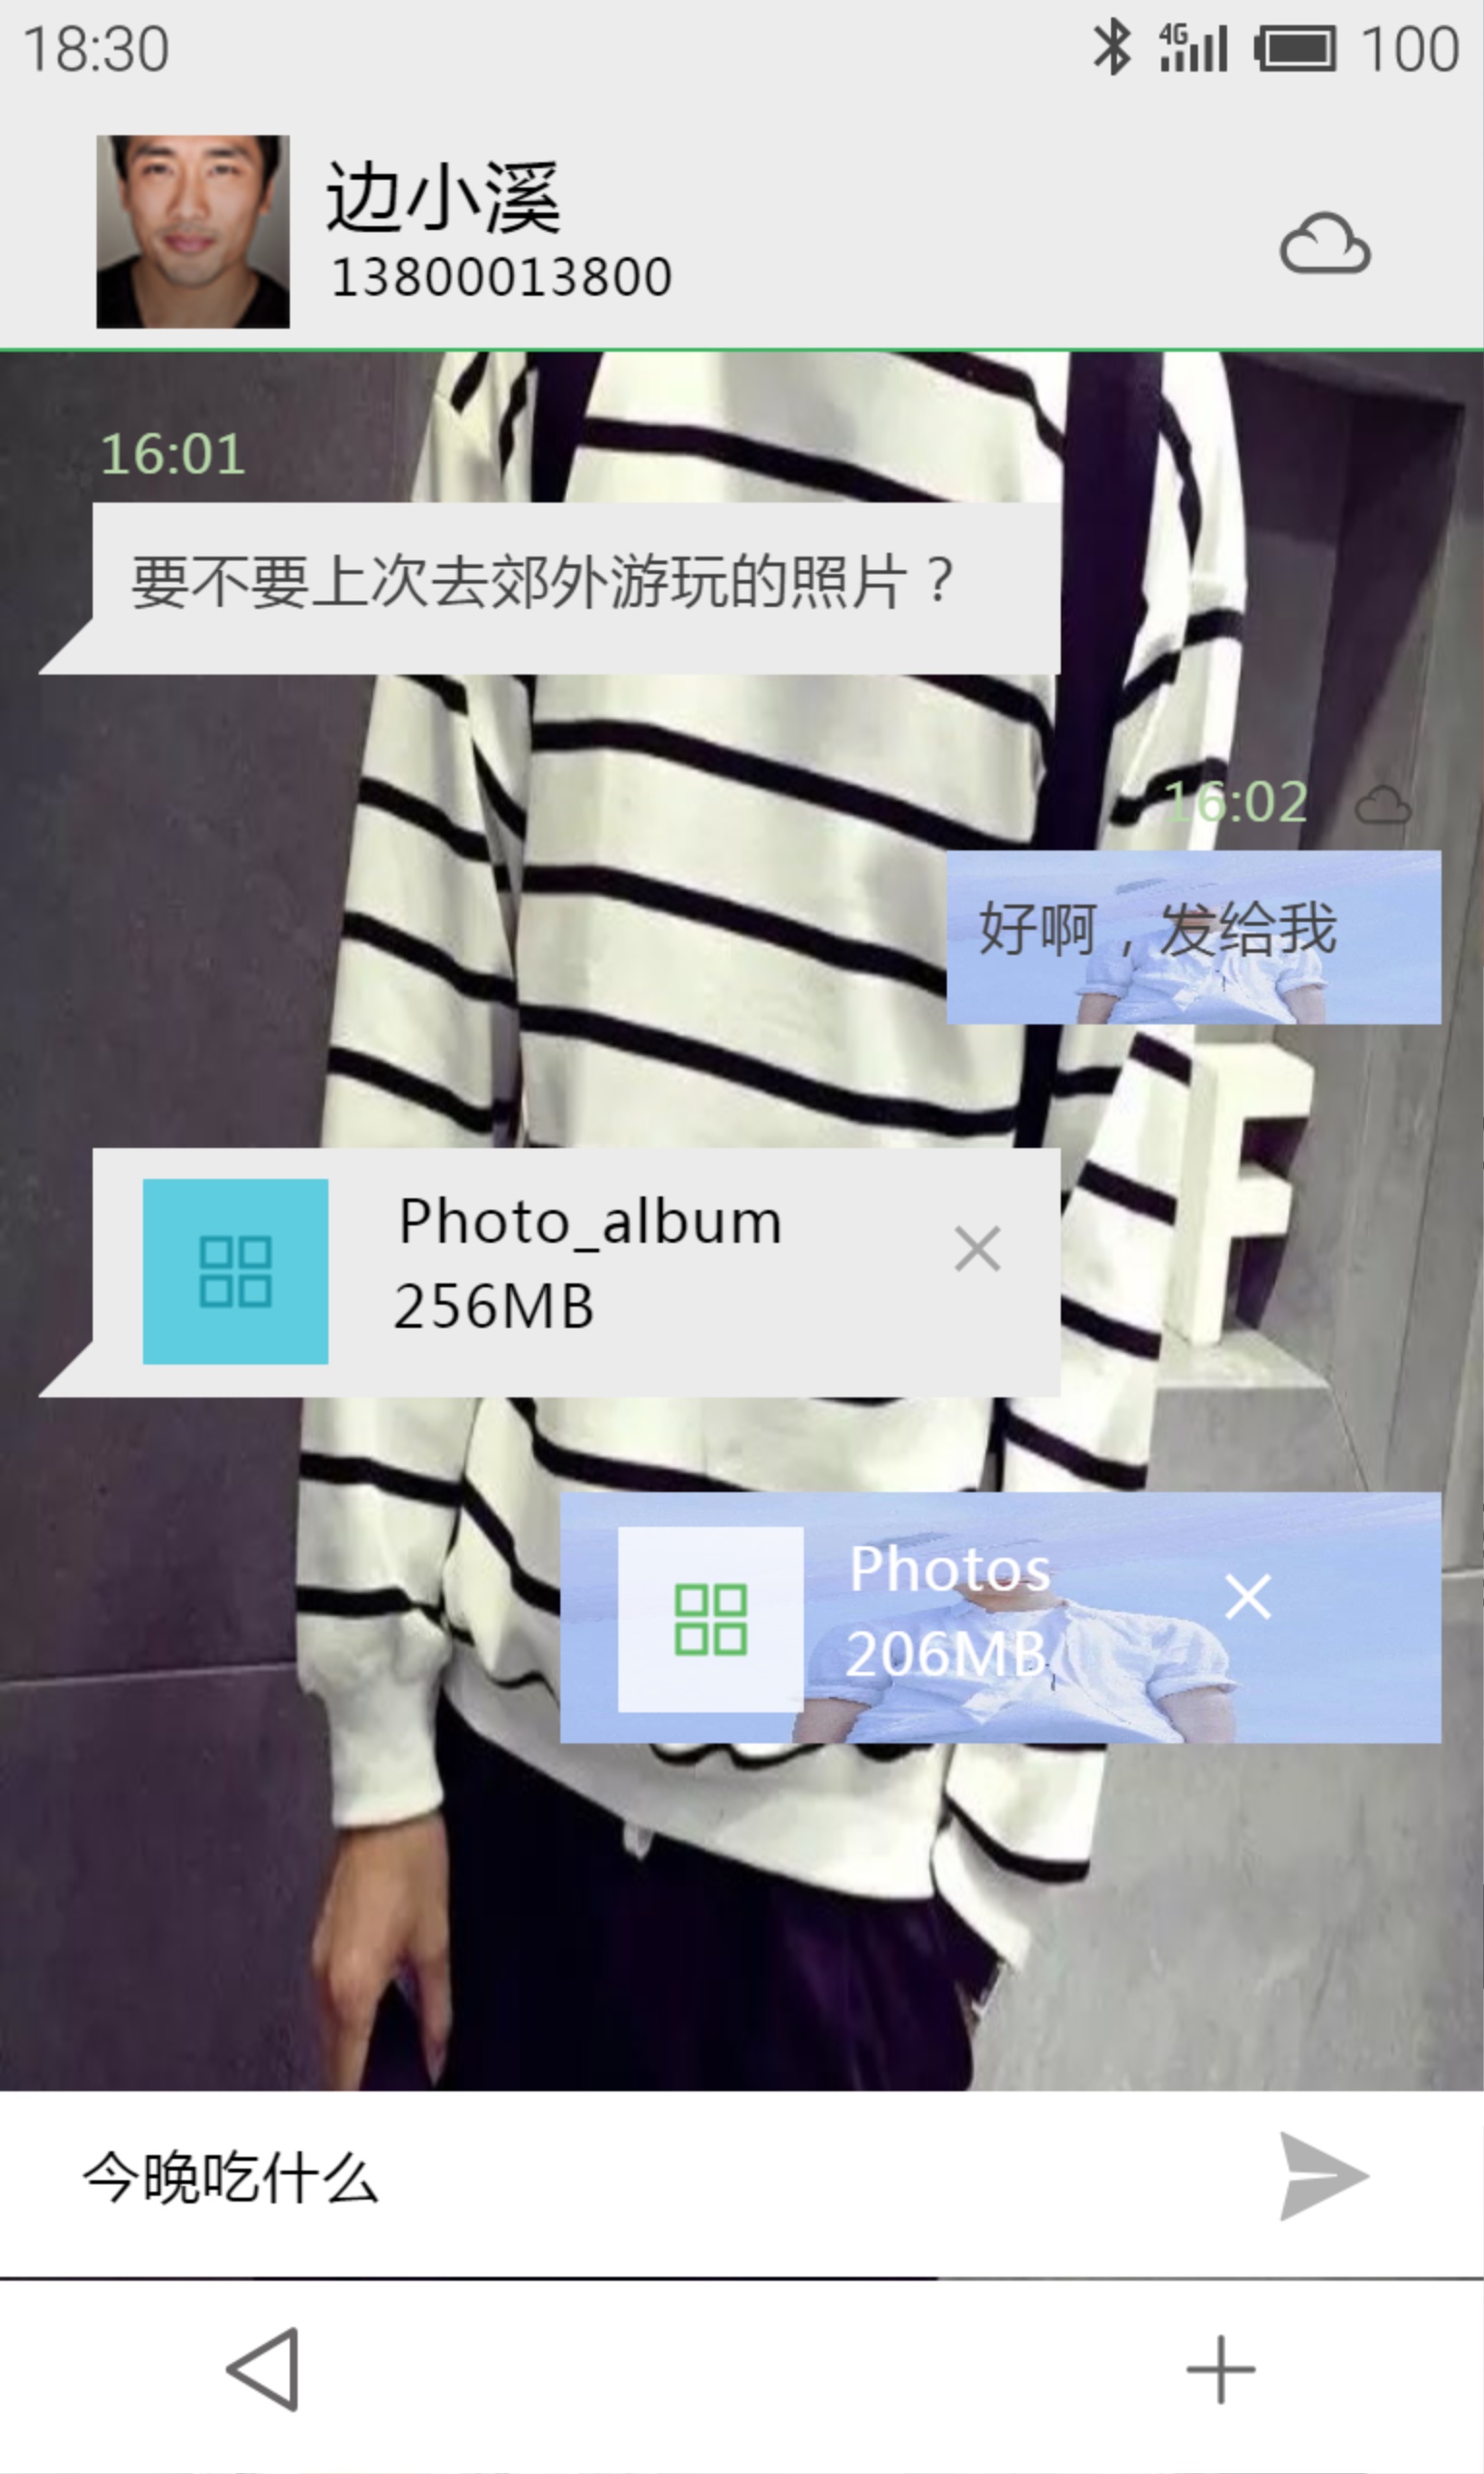 18:30 4G 100
边小溪
13800013800
16:01
要不要上次去郊外游玩的照片？
16:02
好啊，发给我
F
Photo_album
256MB
Photos
206MB
今晚吃什么